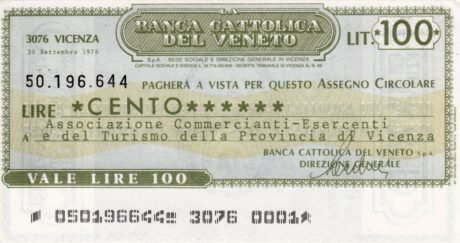 LA
BANCA CATTOLICA
DEL VENETO
LIT. *100*
3076 VICENZA
20 Settembre 1976
S.p.A - SEDE SOCIALE E DIREZIONE GENERALE IN VICENZA
50.196.644 PAGHERÀ A VISTA PER QUESTO ASSEGNO CIRCOLARE
LIRE *CENTO******
Associazione Commercianti-Esercenti
A e del Turismo della Provincia di Vicenza
BANCA CATTOLICA DEL VENETO s.p.a.
DIREZIONE GENERALE
VALE LIRE 100
050196644 3076 0001